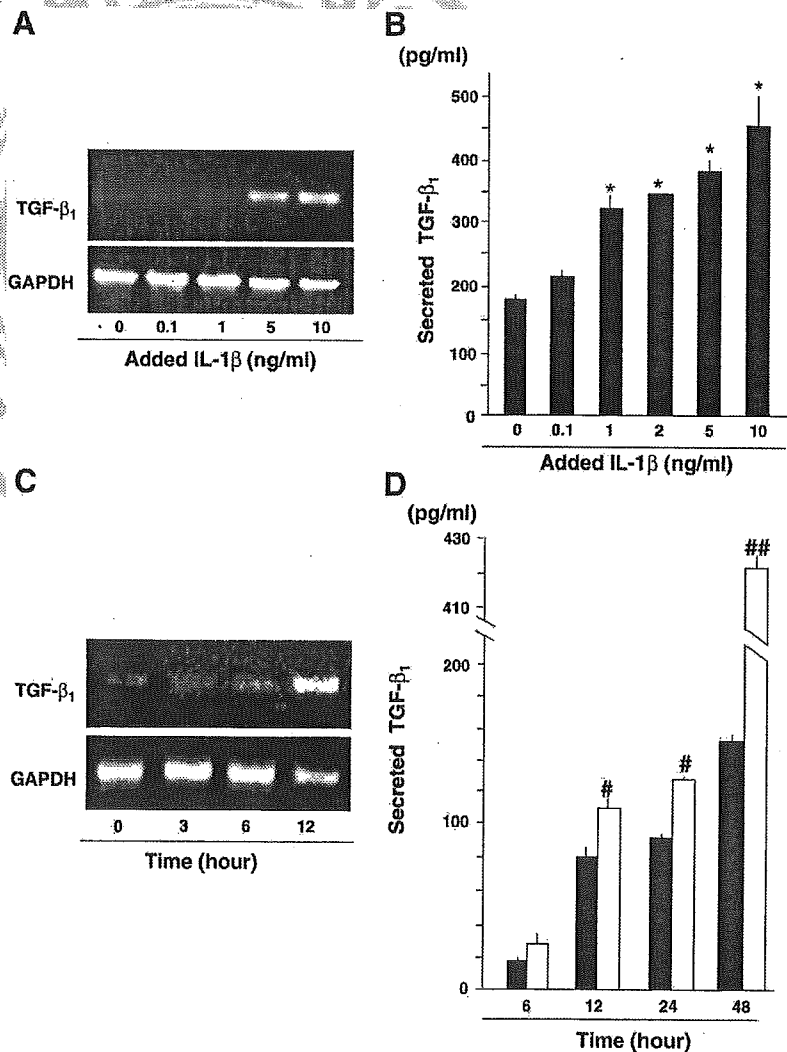 A
TGF-β₁
GAPDH
0 0.1 1 5 10
Added IL-1β (ng/ml)
B
(pg/ml)
Secreted TGF-β₁
500
400
300
200
100
0
* * * * *
0 0.1 1 2 5 10
Added IL-1β (ng/ml)
C
TGF-β₁
GAPDH
0 3 6 12
Time (hour)
D
(pg/ml)
Secreted TGF-β₁
430
410
200
100
0
# # ##
6 12 24 48
Time (hour)